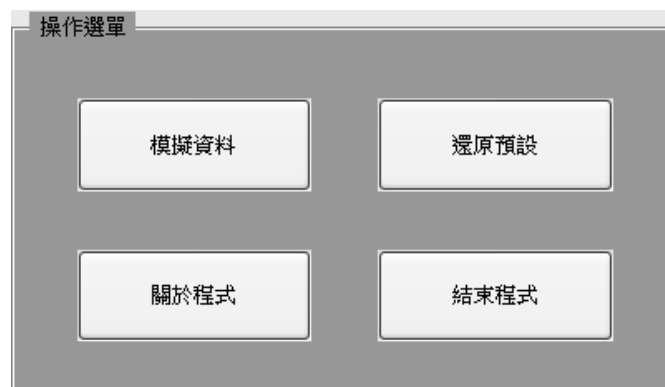 操作選單
模擬資料
還原預設
關於程式
結束程式